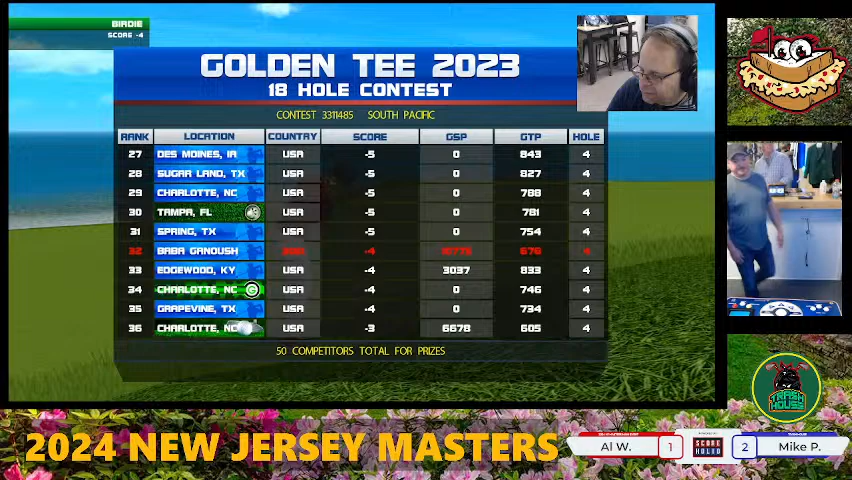 BIRDIE
SCORE -4
GOLDEN TEE 2023
18 HOLE CONTEST
CONTEST 3311485 SOUTH PACIFIC
RANK LOCATION COUNTRY SCORE GSP GTP HOLE
27 DES MOINES, IA USA -5 0 843 4
28 SUGAR LAND, TX USA -5 0 827 4
29 CHARLOTTE, NC USA -5 0 788 4
30 TAMPA, FL USA -5 0 781 4
31 SPRING, TX USA -5 0 754 4
32 BABA GANOUSH -4 676 4
33 EDGEWOOD, KY USA -4 3037 833 4
34 CHARLOTTE, NC USA -4 0 746 4
35 GRAPEVINE, TX USA -4 0 734 4
36 CHARLOTTE, NC USA -3 6678 605 4
50 COMPETITORS TOTAL FOR PRIZES
TRASH HOUSE
2024 NEW JERSEY MASTERS
Al W. 1 SCORE HOLIO 2 Mike P.